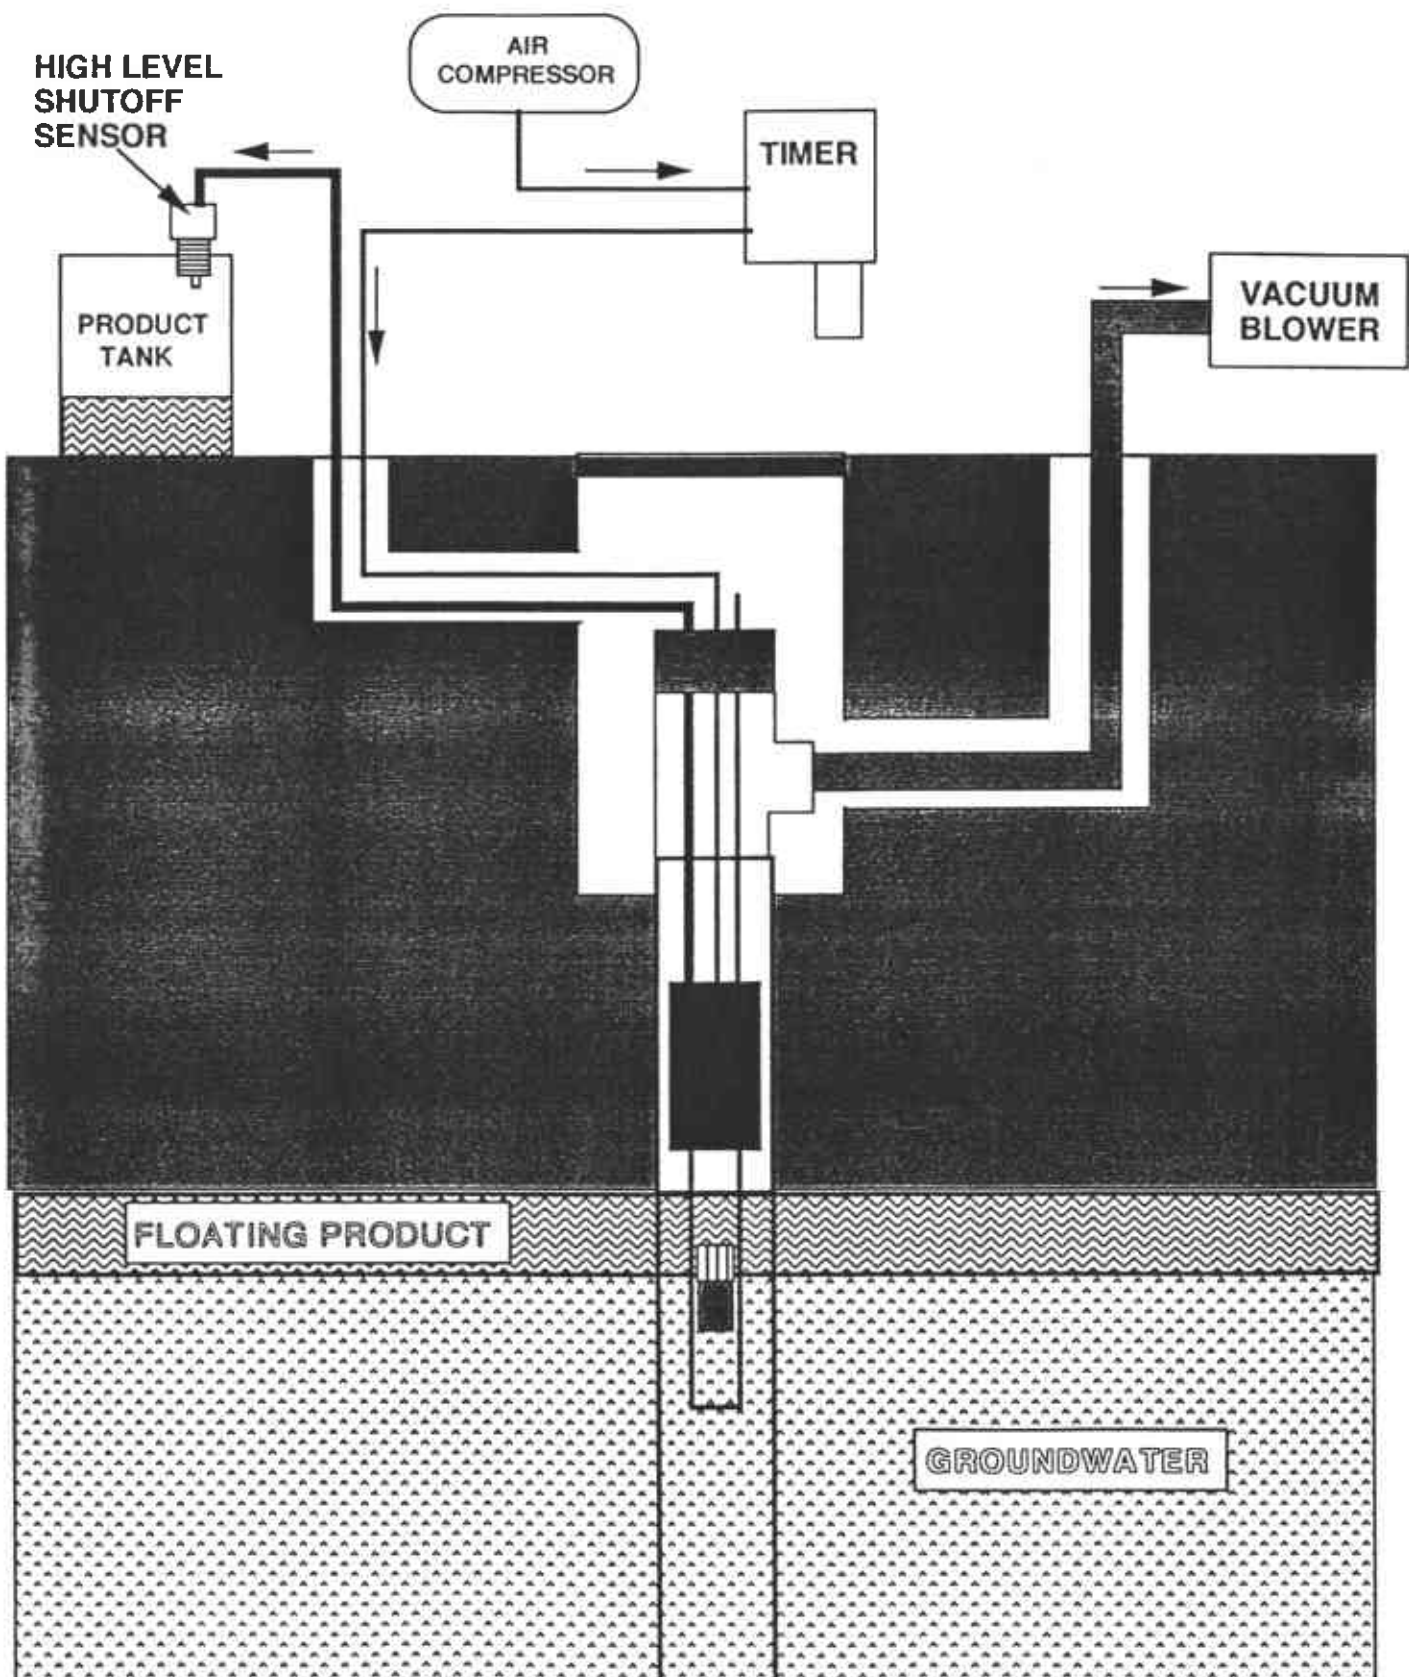 HIGH LEVEL
SHUTOFF
SENSOR
AIR
COMPRESSOR
TIMER
PRODUCT
TANK
VACUUM
BLOWER
FLOATING PRODUCT
GROUNDWATER